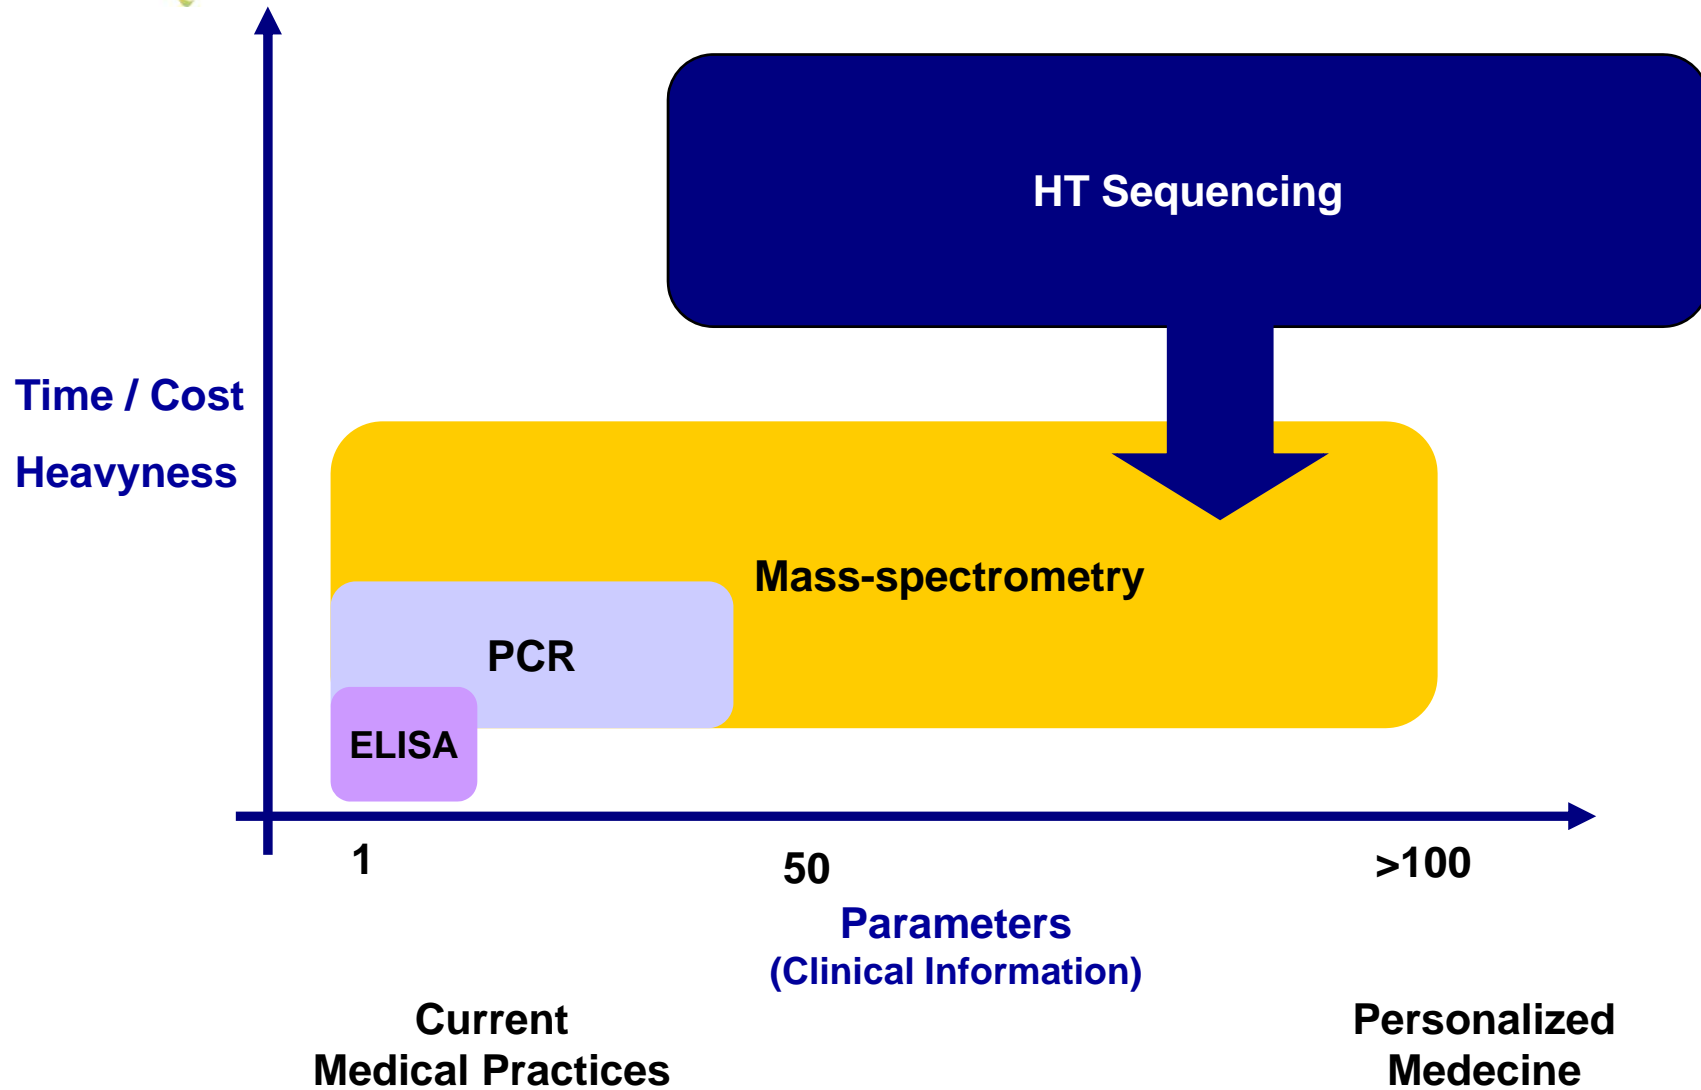 HT Sequencing
Time / Cost
Heavyness
Mass-spectrometry
PCR
ELISA
1
50
>100
Parameters
(Clinical Information)
Current
Medical Practices
Personalized
Medecine